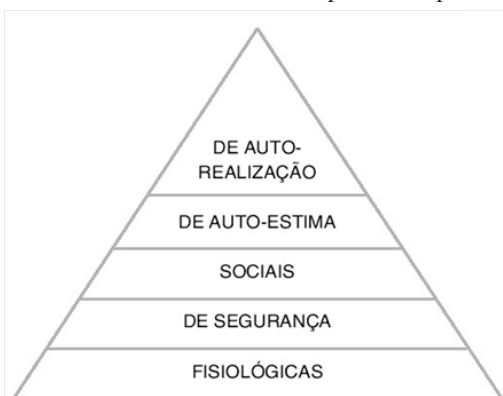 DE AUTO-
REALIZAÇÃO
DE AUTO-ESTIMA
SOCIAIS
DE SEGURANÇA
FISIOLÓGICAS